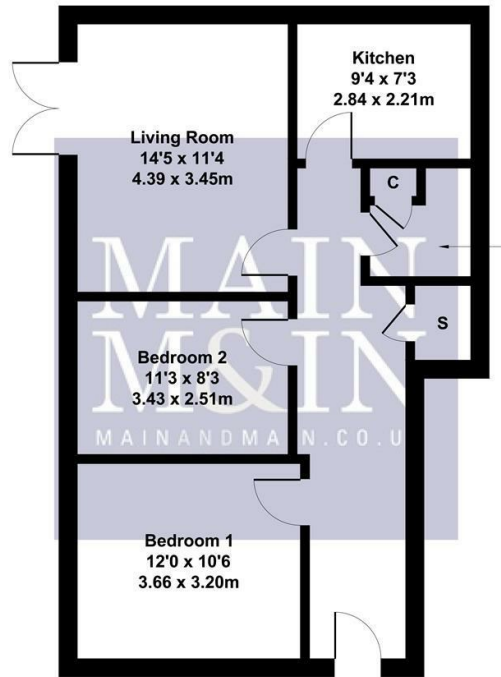 Kitchen
9'4 x 7'3
2.84 x 2.21m
Living Room
14'5 x 11'4
4.39 x 3.45m
C
MAIN
M&IN
MAINANDMAIN.CO.U
S
Bedroom 2
11'3 x 8'3
3.43 x 2.51m
Bedroom 1
12'0 x 10'6
3.66 x 3.20m